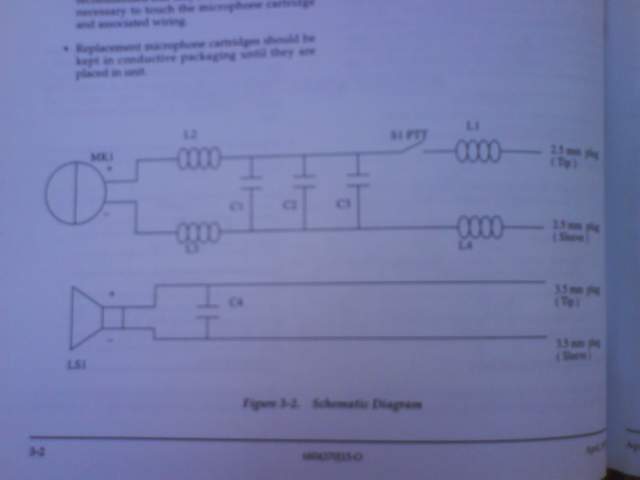 necessary to touch the microphone cartridge
and associated wiring.
• Replacement microphone cartridges should be
kept in conductive packaging until they are
placed in unit.
L2
S1 PTT
L1
MK1
+
2.5 mm plug
(Tip)
C1
C2
C3
-
2.5 mm plug
(Sleeve)
L3
L4
+
C4
3.5 mm plug
(Tip)
-
3.5 mm plug
(Sleeve)
LS1
Figure 3-2. Schematic Diagram
3-2
April,